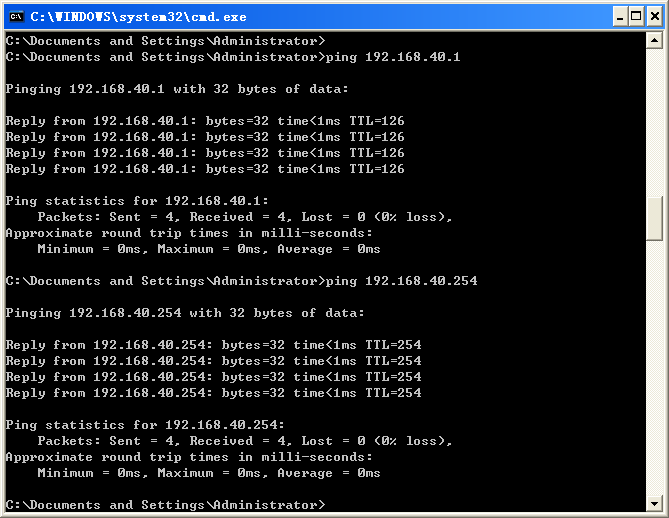 C:\WINDOWS\system32\cmd.exe
C:\Documents and Settings\Administrator>
C:\Documents and Settings\Administrator>ping 192.168.40.1
Pinging 192.168.40.1 with 32 bytes of data:
Reply from 192.168.40.1: bytes=32 time<1ms TTL=126
Reply from 192.168.40.1: bytes=32 time<1ms TTL=126
Reply from 192.168.40.1: bytes=32 time<1ms TTL=126
Reply from 192.168.40.1: bytes=32 time<1ms TTL=126
Ping statistics for 192.168.40.1:
    Packets: Sent = 4, Received = 4, Lost = 0 (0% loss),
Approximate round trip times in milli-seconds:
    Minimum = 0ms, Maximum = 0ms, Average = 0ms
C:\Documents and Settings\Administrator>ping 192.168.40.254
Pinging 192.168.40.254 with 32 bytes of data:
Reply from 192.168.40.254: bytes=32 time<1ms TTL=254
Reply from 192.168.40.254: bytes=32 time<1ms TTL=254
Reply from 192.168.40.254: bytes=32 time<1ms TTL=254
Reply from 192.168.40.254: bytes=32 time<1ms TTL=254
Ping statistics for 192.168.40.254:
    Packets: Sent = 4, Received = 4, Lost = 0 (0% loss),
Approximate round trip times in milli-seconds:
    Minimum = 0ms, Maximum = 0ms, Average = 0ms
C:\Documents and Settings\Administrator>